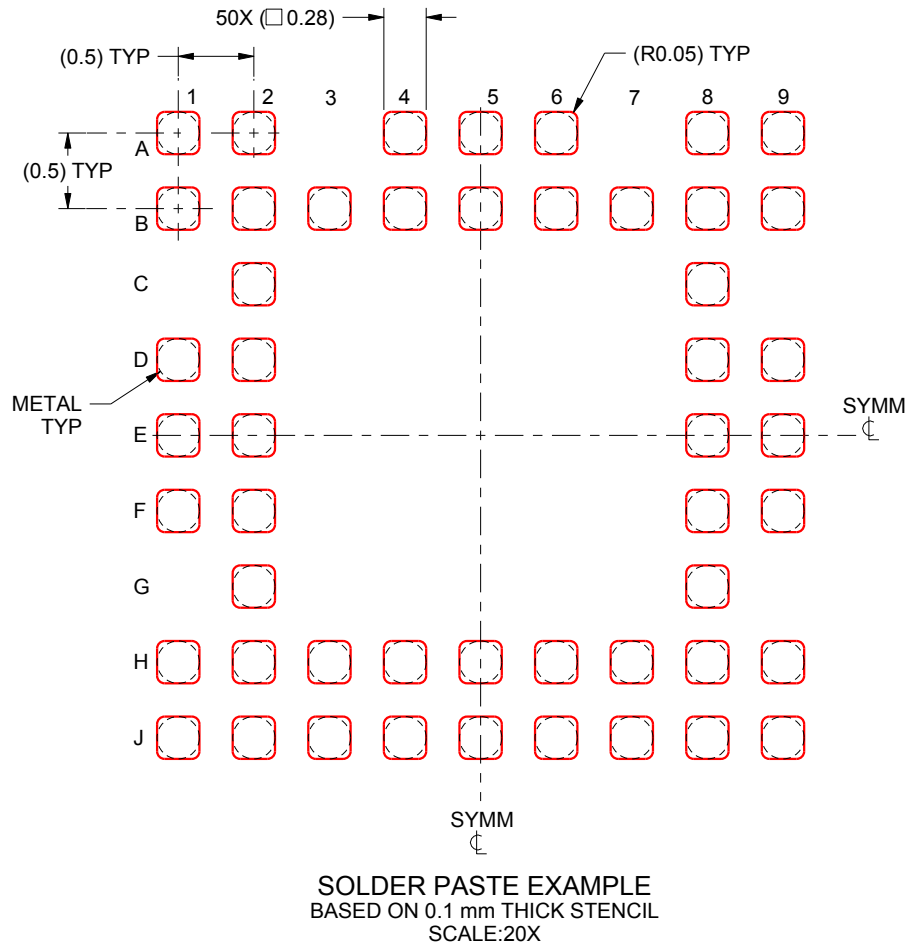 50X (□ 0.28)
(0.5) TYP
(R0.05) TYP
1 2 3 4 5 6 7 8 9
A
(0.5) TYP
B
C
D
METAL
TYP
SYMM
℄
E
F
G
H
J
SYMM
℄
SOLDER PASTE EXAMPLE
BASED ON 0.1 mm THICK STENCIL
SCALE:20X